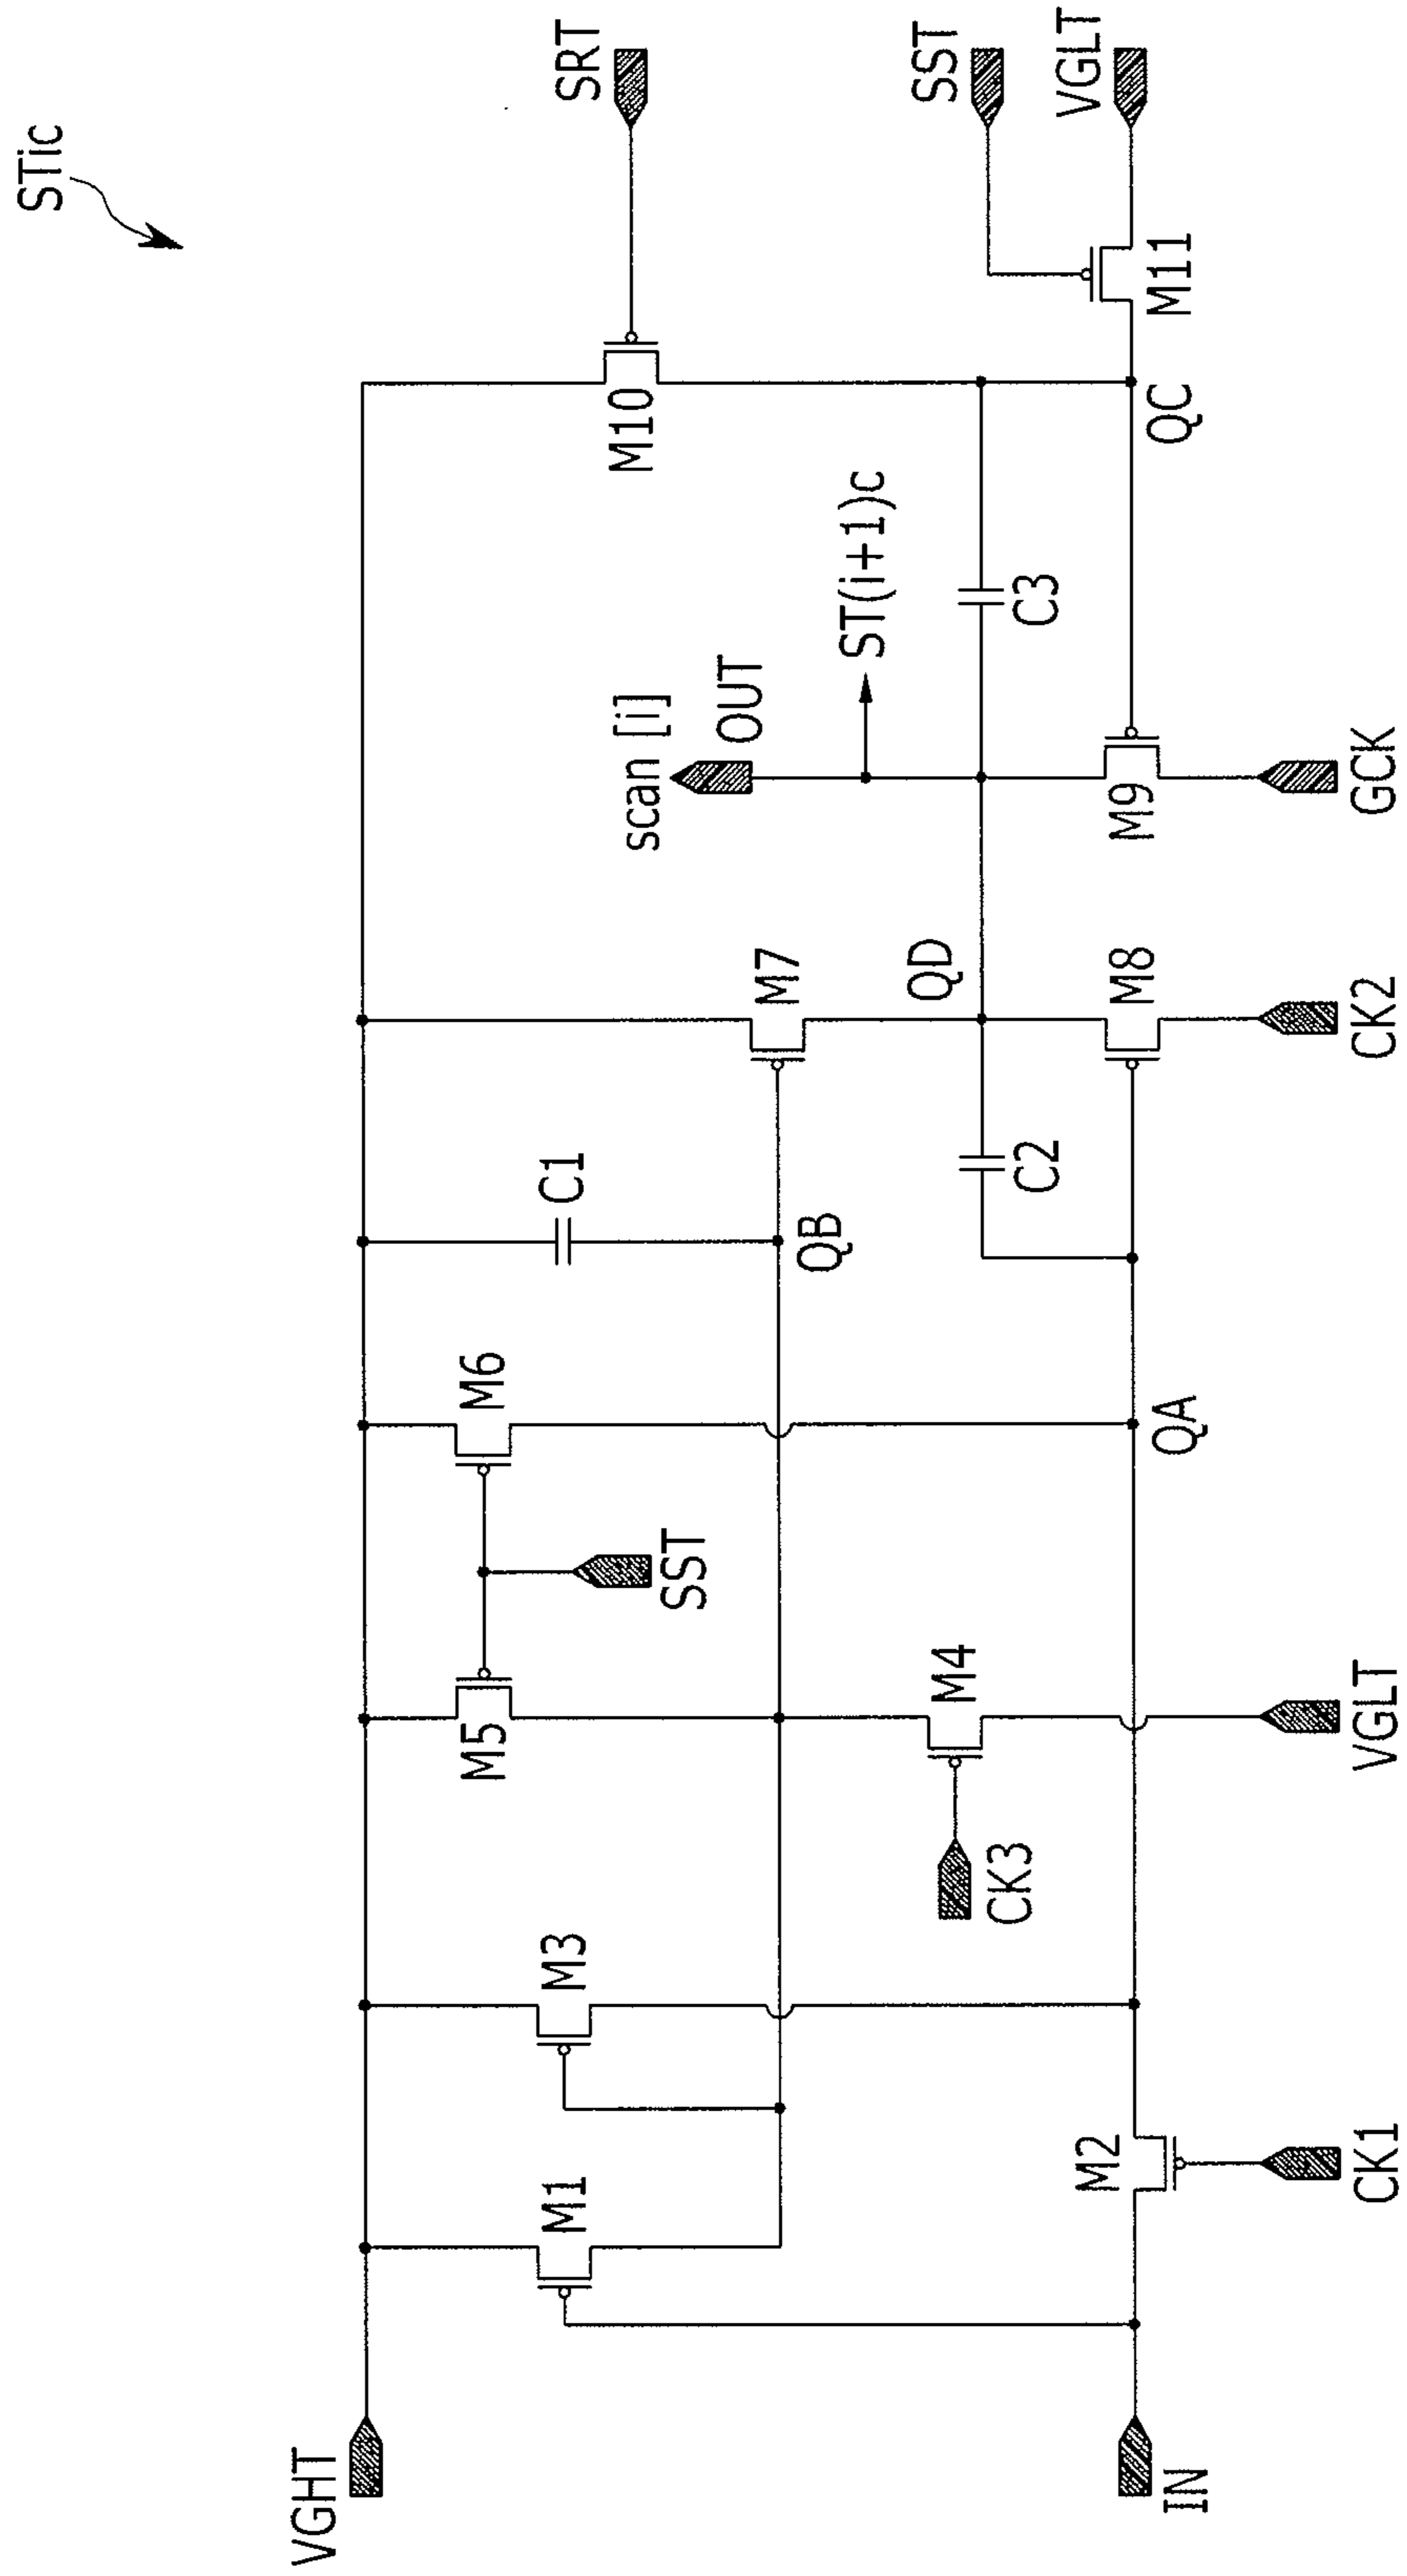 STic
VGHT
SRT
M10
M1
M3
M5
M6
SST
C1
scan [i]
OUT
M7
QB
ST(i+1)c
CK3
M4
QD
C2
C3
SST
IN
M2
QA
M8
M9
QC
M11
VGLT
CK1
VGLT
CK2
GCK